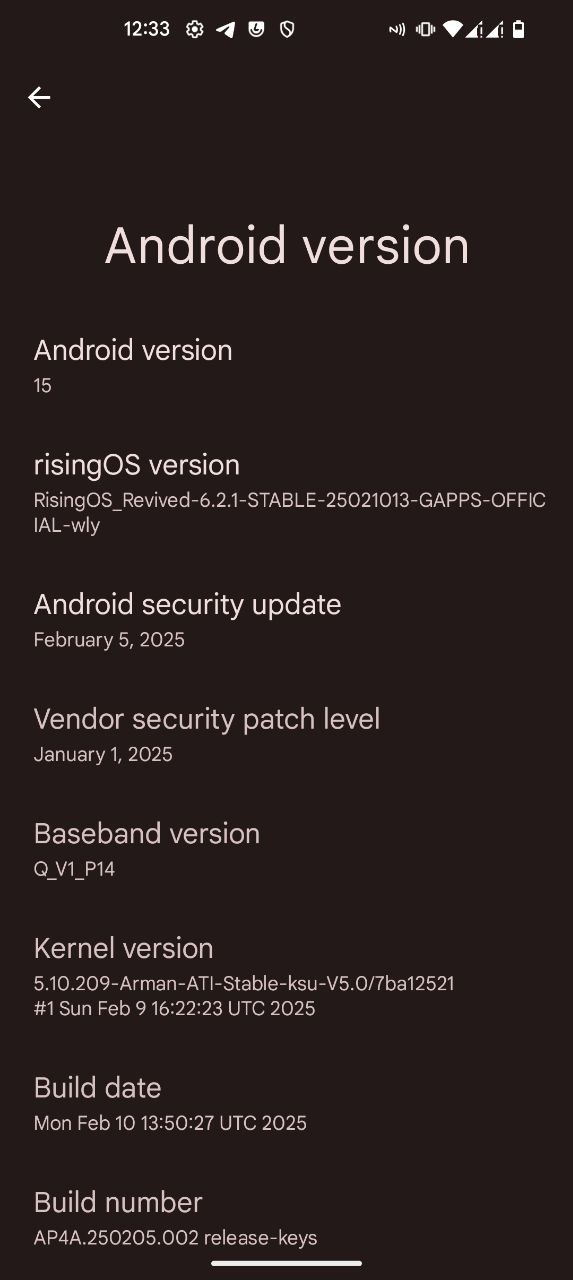 12:33
Android version
Android version
15
risingOS version
RisingOS_Revived-6.2.1-STABLE-25021013-GAPPS-OFFIC
IAL-wly
Android security update
February 5, 2025
Vendor security patch level
January 1, 2025
Baseband version
Q_V1_P14
Kernel version
5.10.209-Arman-ATI-Stable-ksu-V5.0/7ba12521
#1 Sun Feb 9 16:22:23 UTC 2025
Build date
Mon Feb 10 13:50:27 UTC 2025
Build number
AP4A.250205.002 release-keys